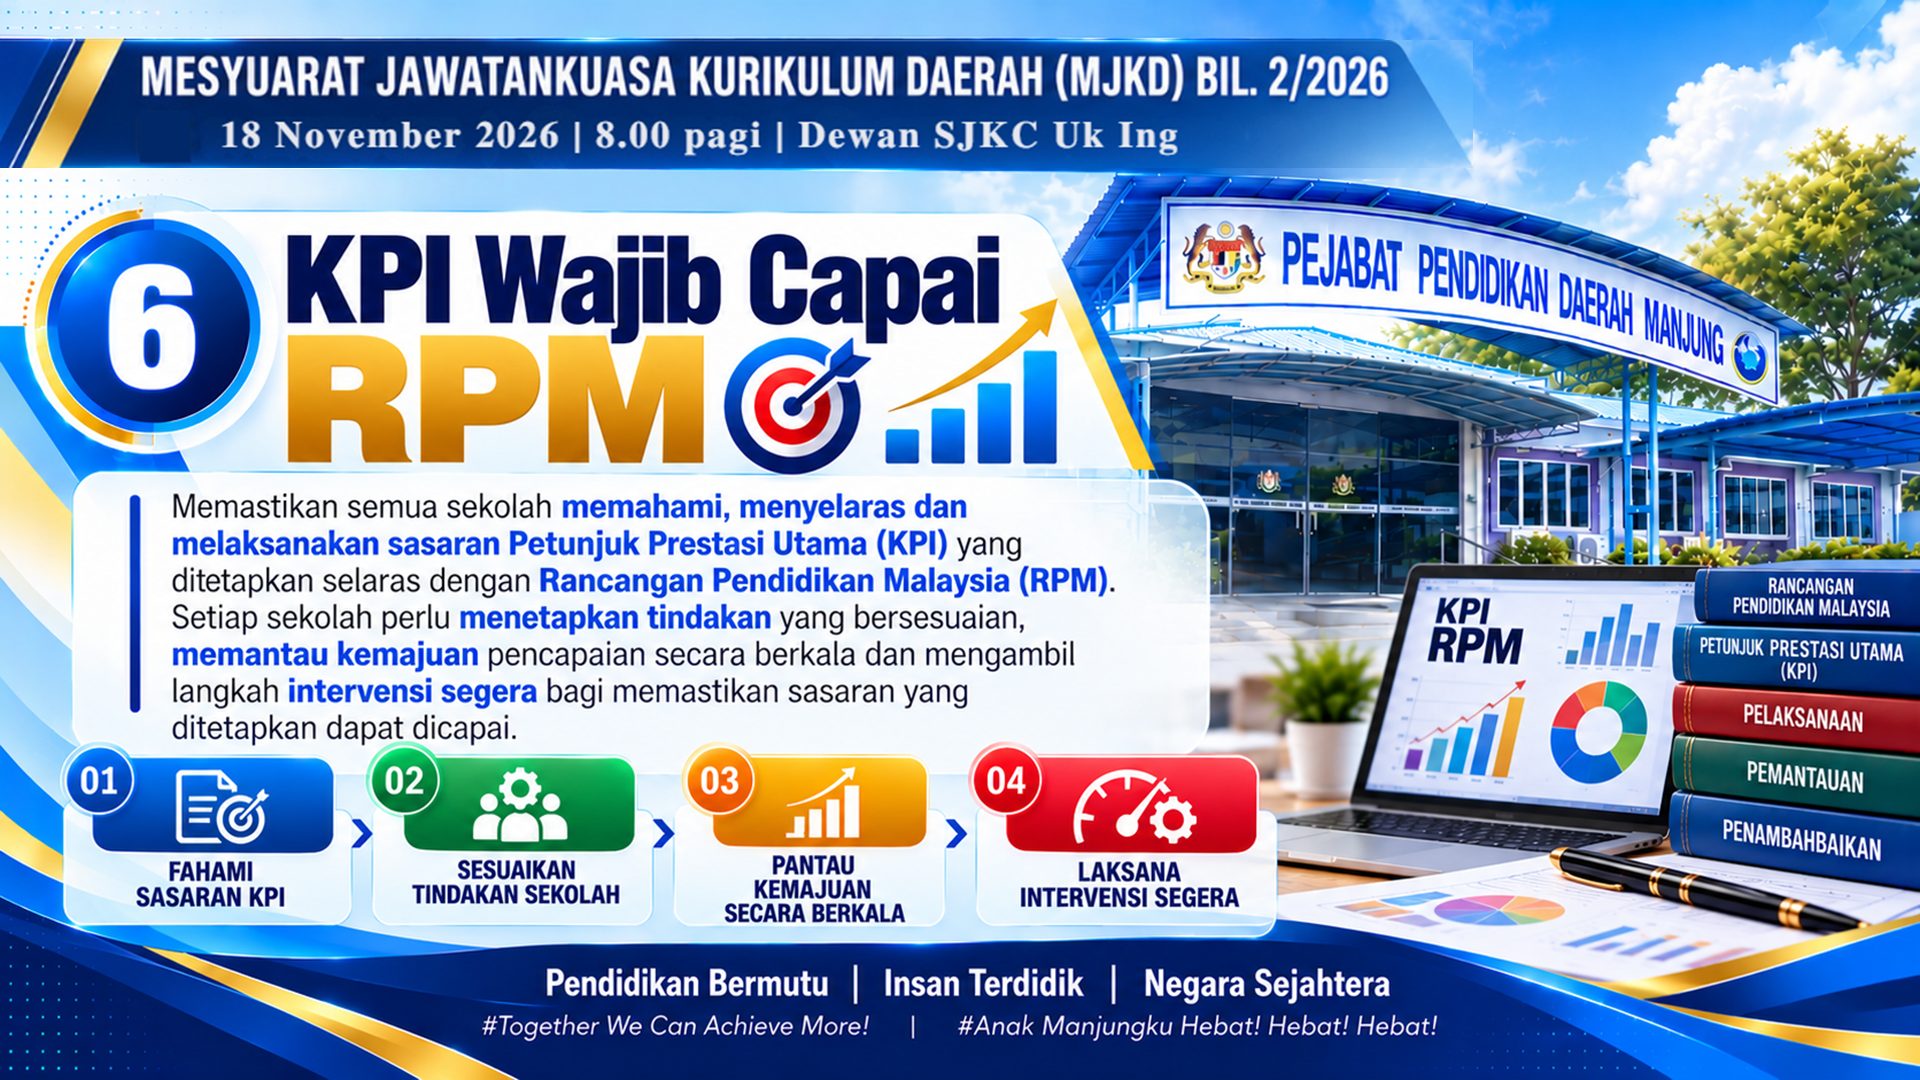 MESYUARAT JAWATANKUASA KURIKULUM DAERAH (MJKD) BIL. 2/2026
18 November 2026 | 8.00 pagi | Dewan SJKC Uk Ing
PEJABAT PENDIDIKAN DAERAH MANJUNG
6
KPI Wajib Capai
RPM
Memastikan semua sekolah memahami, menyelaras dan
melaksanakan sasaran Petunjuk Prestasi Utama (KPI) yang
ditetapkan selaras dengan Rancangan Pendidikan Malaysia (RPM).
Setiap sekolah perlu menetapkan tindakan yang bersesuaian,
memantau kemajuan pencapaian secara berkala dan mengambil
langkah intervensi segera bagi memastikan sasaran yang
ditetapkan dapat dicapai.
01
FAHAMI
SASARAN KPI
02
SESUAIKAN
TINDAKAN SEKOLAH
03
PANTAU
KEMAJUAN
SECARA BERKALA
04
LAKSANA
INTERVENSI SEGERA
KPI
RPM
RANCANGAN
PENDIDIKAN MALAYSIA
PETUNJUK PRESTASI UTAMA
(KPI)
PELAKSANAAN
PEMANTAUAN
PENAMBAHBAIKAN
Pendidikan Bermutu | Insan Terdidik | Negara Sejahtera
#Together We Can Achieve More! | #Anak Manjungku Hebat! Hebat! Hebat!